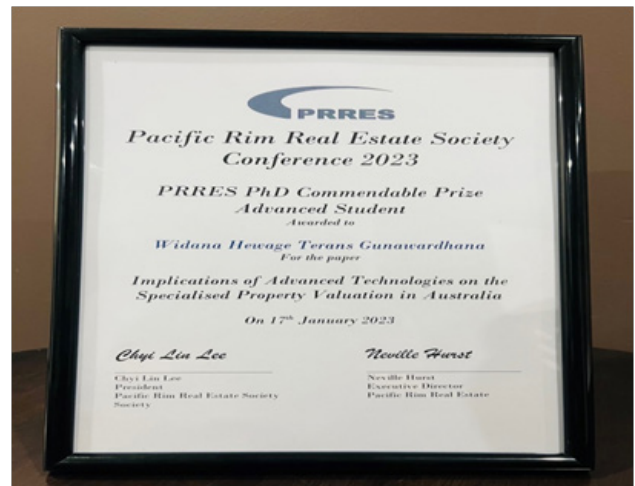 PRRES
Pacific Rim Real Estate Society
Conference 2023
PRRES PhD Commendable Prize
Advanced Student
Awarded to
Widana Hewage Terans Gunawardhana
For the paper
Implications of Advanced Technologies on the
Specialised Property Valuation in Australia
On 17th January 2023
Chyi Lin Lee
Neville Hurst
Chyi Lin Lee
President
Pacific Rim Real Estate Society
Society
Neville Hurst
Executive Director
Pacific Rim Real Estate